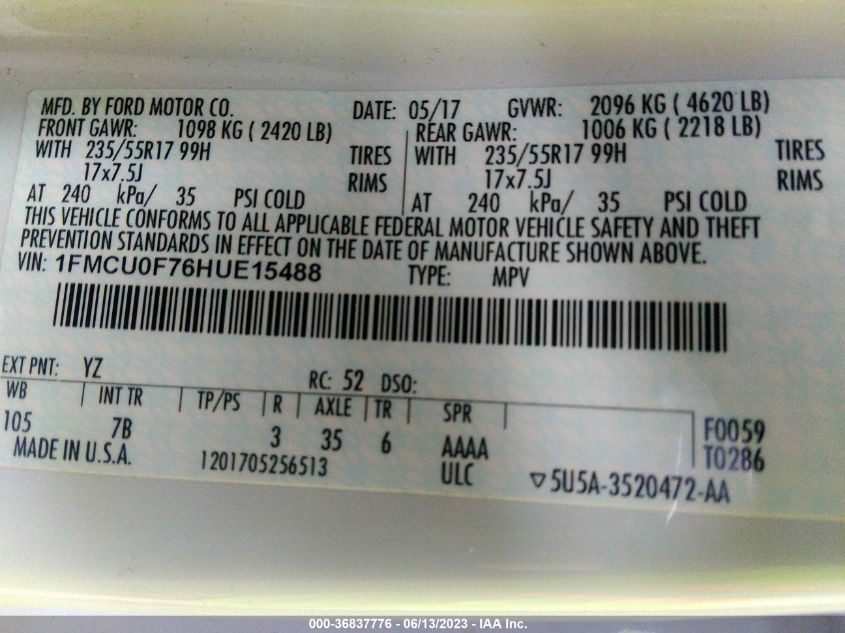 MFD. BY FORD MOTOR CO. DATE: 05/17 GVWR: 2096 KG ( 4620 LB)
FRONT GAWR: 1098 KG ( 2420 LB) REAR GAWR: 1006 KG ( 2218 LB)
WITH 235/55R17 99H TIRES WITH 235/55R17 99H TIRES
17x7.5J RIMS 17x7.5J RIMS
AT 240 kPa/ 35 PSI COLD AT 240 kPa/ 35 PSI COLD
THIS VEHICLE CONFORMS TO ALL APPLICABLE FEDERAL MOTOR VEHICLE SAFETY AND THEFT
PREVENTION STANDARDS IN EFFECT ON THE DATE OF MANUFACTURE SHOWN ABOVE.
VIN: 1FMCU0F76HUE15488 TYPE: MPV
EXT PNT: YZ RC: 52 DSO:
WB INT TR TP/PS R AXLE TR SPR
105 7B 3 35 6 AAAA F0059
MADE IN U.S.A. 1201705256513 ULC T0286
▽5U5A-3520472-AA
000-36837776 - 06/13/2023 - IAA Inc.